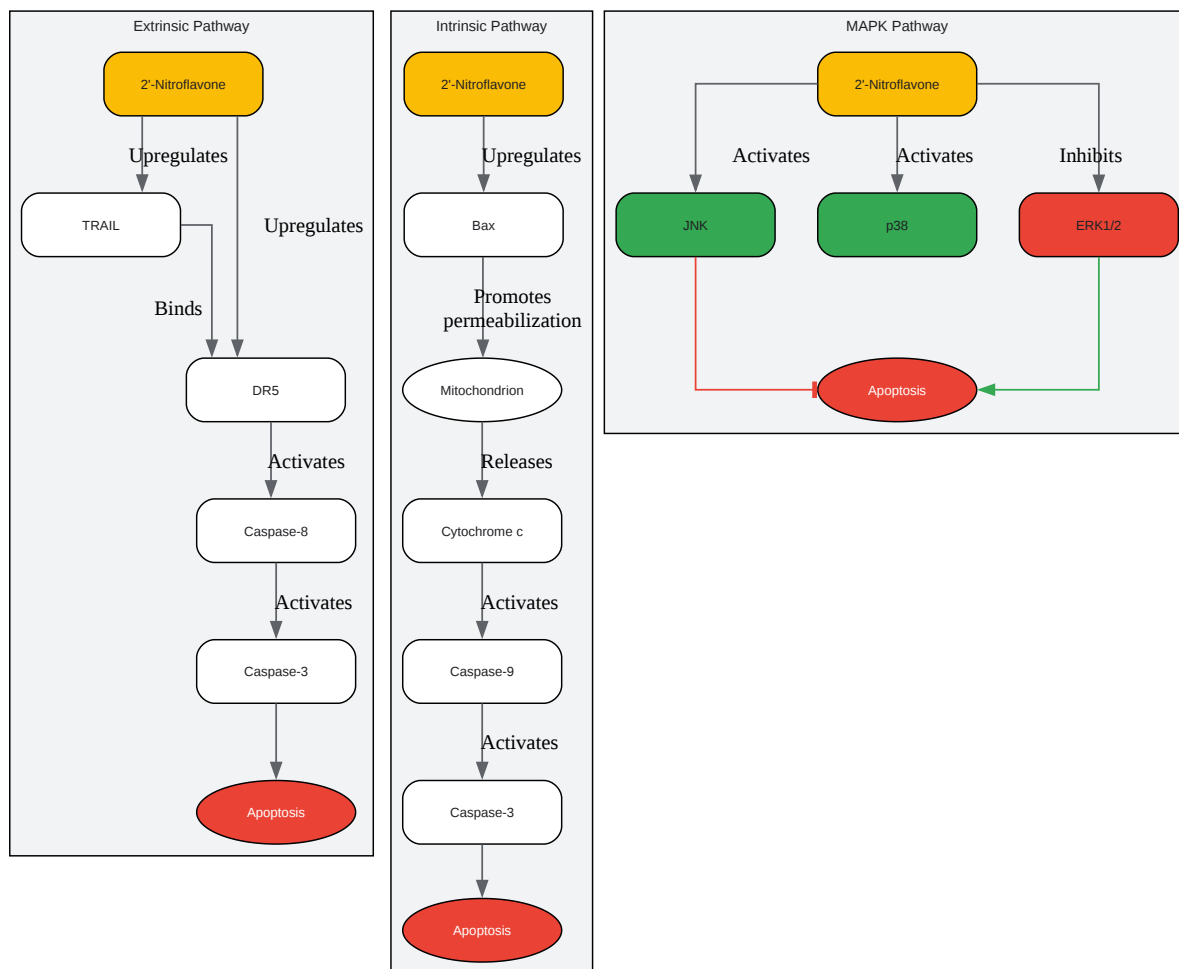 Extrinsic Pathway
2'-Nitroflavone
Upregulates
TRAIL
Upregulates
Binds
DR5
Activates
Caspase-8
Activates
Caspase-3
Apoptosis
Intrinsic Pathway
2'-Nitroflavone
Upregulates
Bax
Promotes
permeabilization
Mitochondrion
Releases
Cytochrome c
Activates
Caspase-9
Activates
Caspase-3
Apoptosis
MAPK Pathway
2'-Nitroflavone
Activates
Activates
Inhibits
JNK
p38
ERK1/2
Apoptosis